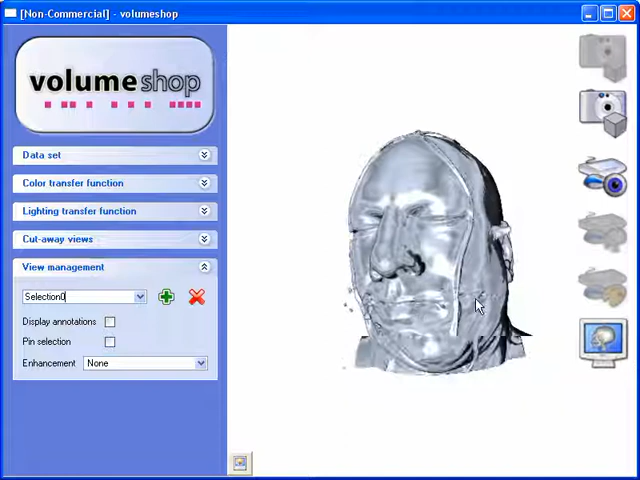 [Non-Commercial] - volumeshop
volumeshop
Data set
Color transfer function
Lighting transfer function
Cut-away views
View management
Selection0
Display annotations
Pin selection
Enhancement None